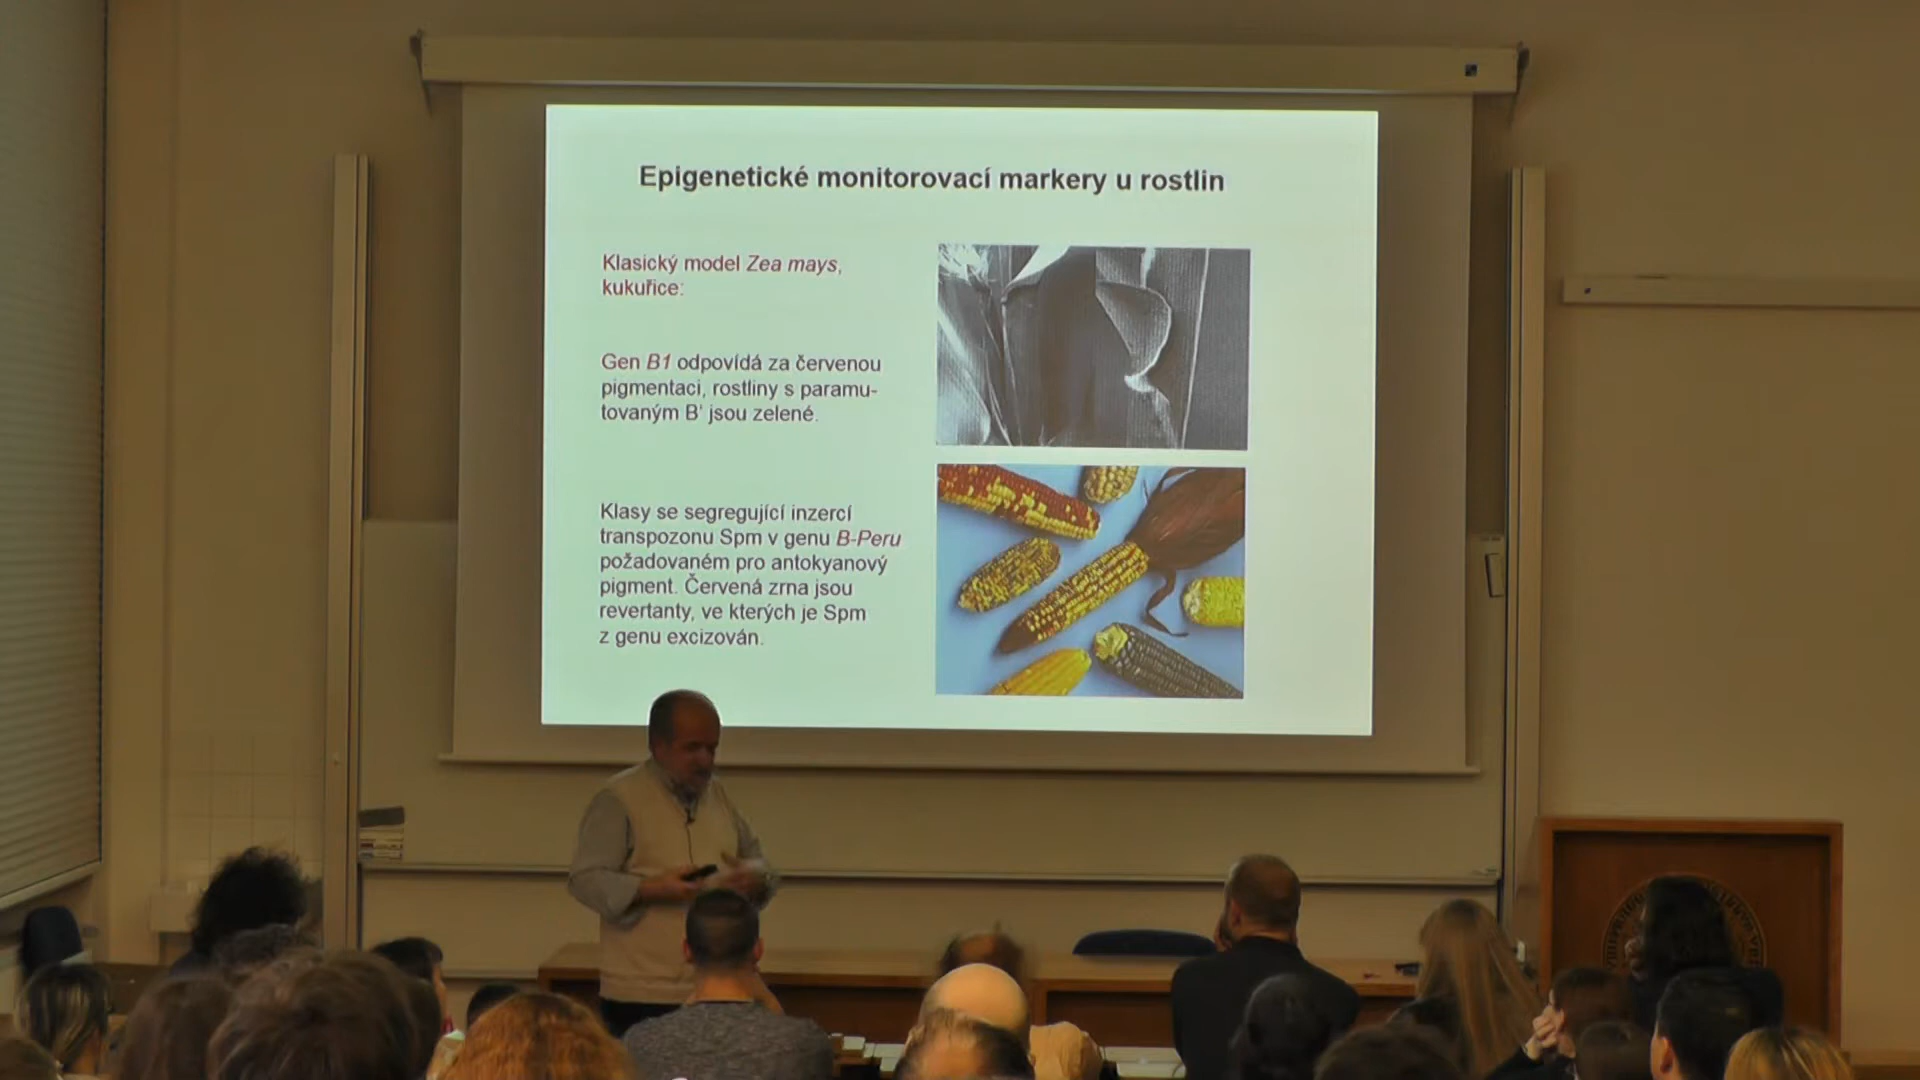 Epigenetické monitorovací markery u rostlin
Klasický model Zea mays,
kukuřice:
Gen B1 odpovídá za červenou
pigmentaci, rostliny s paramu-
tovaným B' jsou zelené.
Klasy se segregující inzercí
transpozonu Spm v genu B-Peru
požadovaném pro antokyanový
pigment. Červená zrna jsou
revertanty, ve kterých je Spm
z genu excizován.